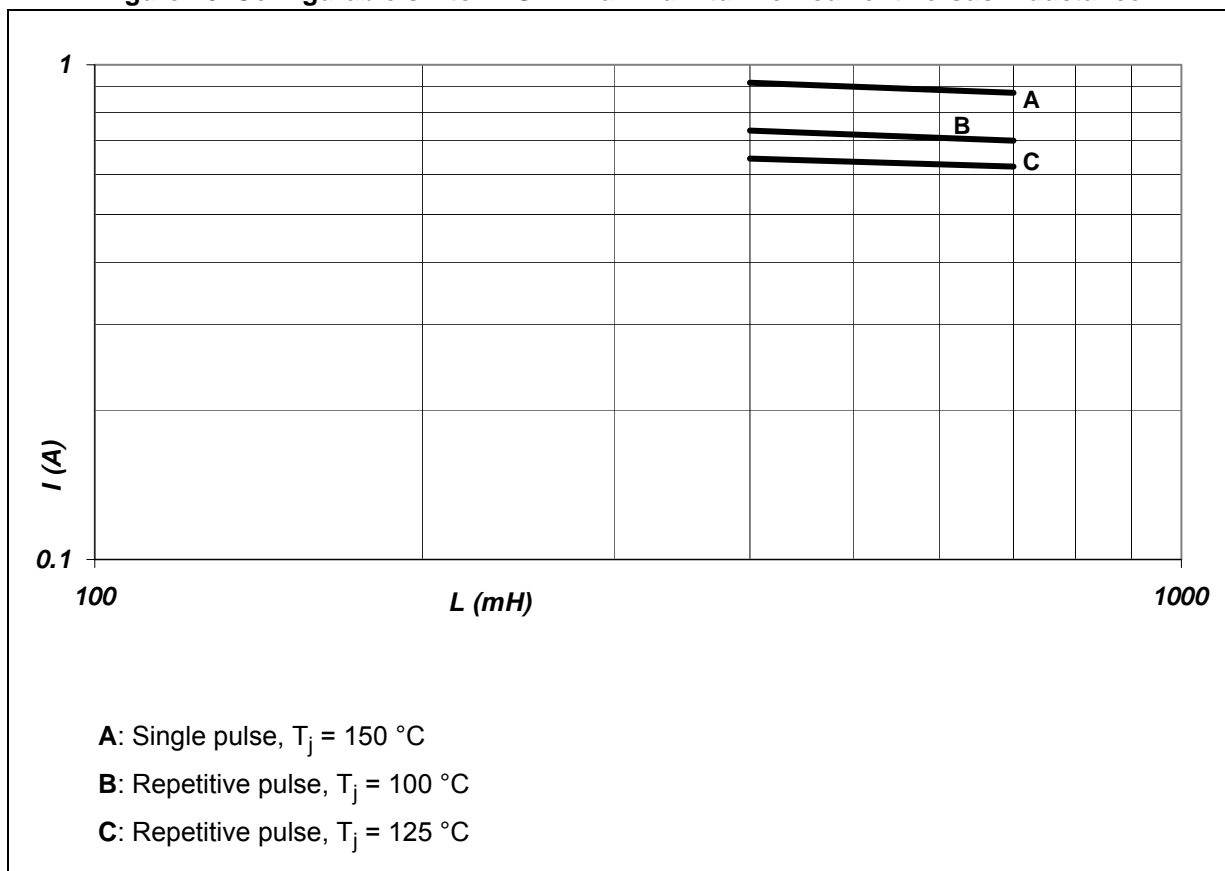 1
A
B
C
I (A)
0.1
100
L (mH)
1000
A: Single pulse, Tj = 150 °C
B: Repetitive pulse, Tj = 100 °C
C: Repetitive pulse, Tj = 125 °C